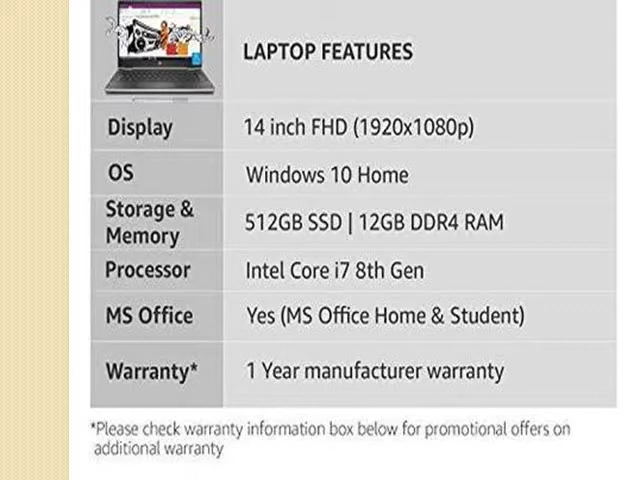 LAPTOP FEATURES
Display 14 inch FHD (1920x1080p)
OS Windows 10 Home
Storage &
Memory 512GB SSD | 12GB DDR4 RAM
Processor Intel Core i7 8th Gen
MS Office Yes (MS Office Home & Student)
Warranty* 1 Year manufacturer warranty
*Please check warranty information box below for promotional offers on
additional warranty